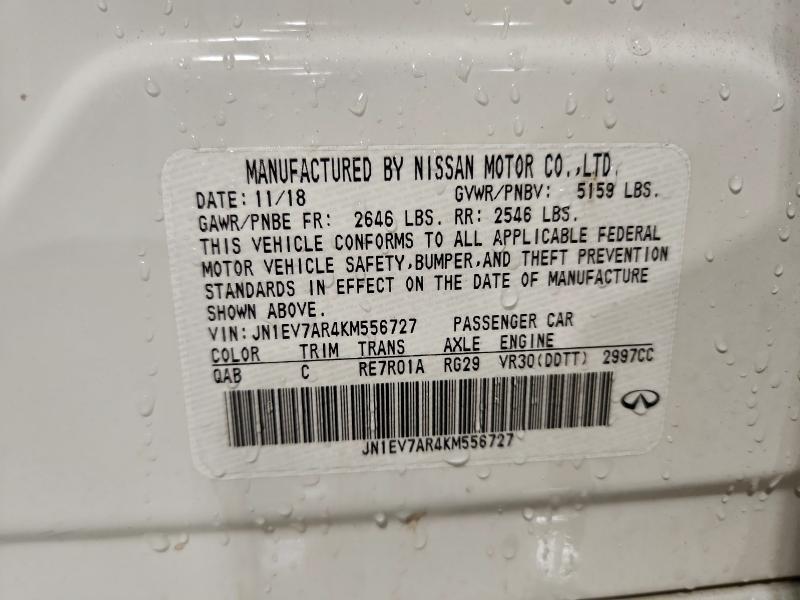 MANUFACTURED BY NISSAN MOTOR CO.,LTD.
DATE: 11/18 GVWR/PNBV: 5159 LBS.
GAWR/PNBE FR: 2646 LBS. RR: 2546 LBS.
THIS VEHICLE CONFORMS TO ALL APPLICABLE FEDERAL
MOTOR VEHICLE SAFETY,BUMPER,AND THEFT PREVENTION
STANDARDS IN EFFECT ON THE DATE OF MANUFACTURE
SHOWN ABOVE.
VIN: JN1EV7AR4KM556727 PASSENGER CAR
COLOR TRIM TRANS AXLE ENGINE
QAB C RE7R01A RG29 VR30(DDTT) 2997CC
JN1EV7AR4KM556727